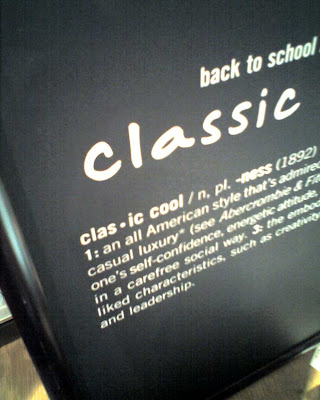 back to school
classic
clas•ic cool / n, pl. -ness (1892)
1: an all American style that's admired
casual luxury* (see Abercrombie & Fit
one's self-confidence, energetic attitude,
in a carefree social way. 3: the embod
liked characteristics, such as creativity
and leadership.